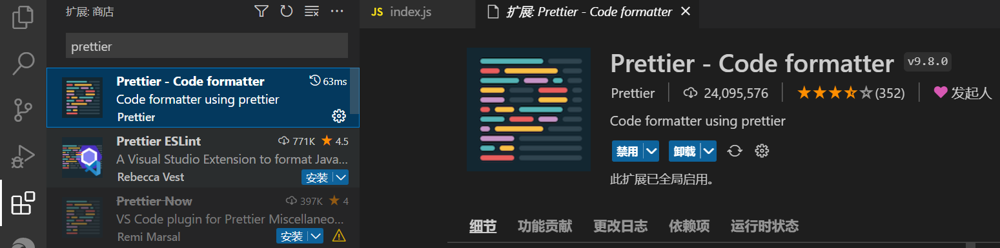 扩展: 商店
prettier
Prettier - Code formatter 63ms
Code formatter using prettier
Prettier
Prettier ESLint 771K 4.5
A Visual Studio Extension to format Java...
Rebecca Vest 安装
Prettier Now 397K 4
VS Code plugin for Prettier Miscellaneo...
Remi Marsal 安装
JS index.js 扩展: Prettier - Code formatter
Prettier - Code formatter v9.8.0
Prettier 24,095,576 (352) 发起人
Code formatter using prettier
禁用 卸载
此扩展已全局启用。
细节 功能贡献 更改日志 依赖项 运行时状态